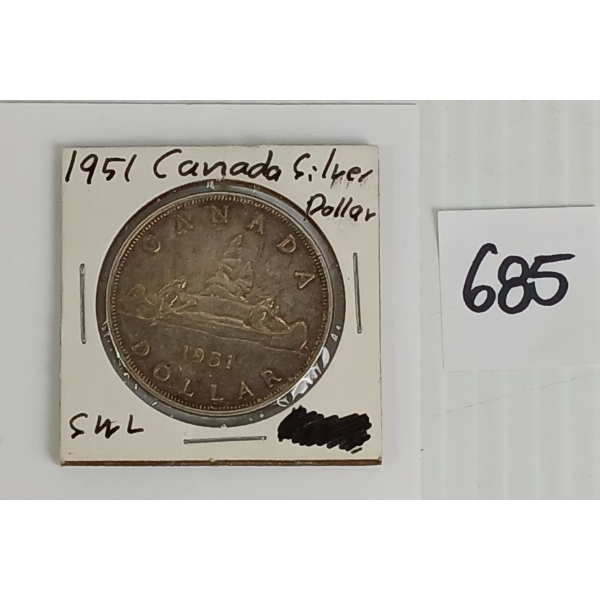 1951 Canada Silver
Dollar
CANADA
1951
DOLLAR
SWL
685